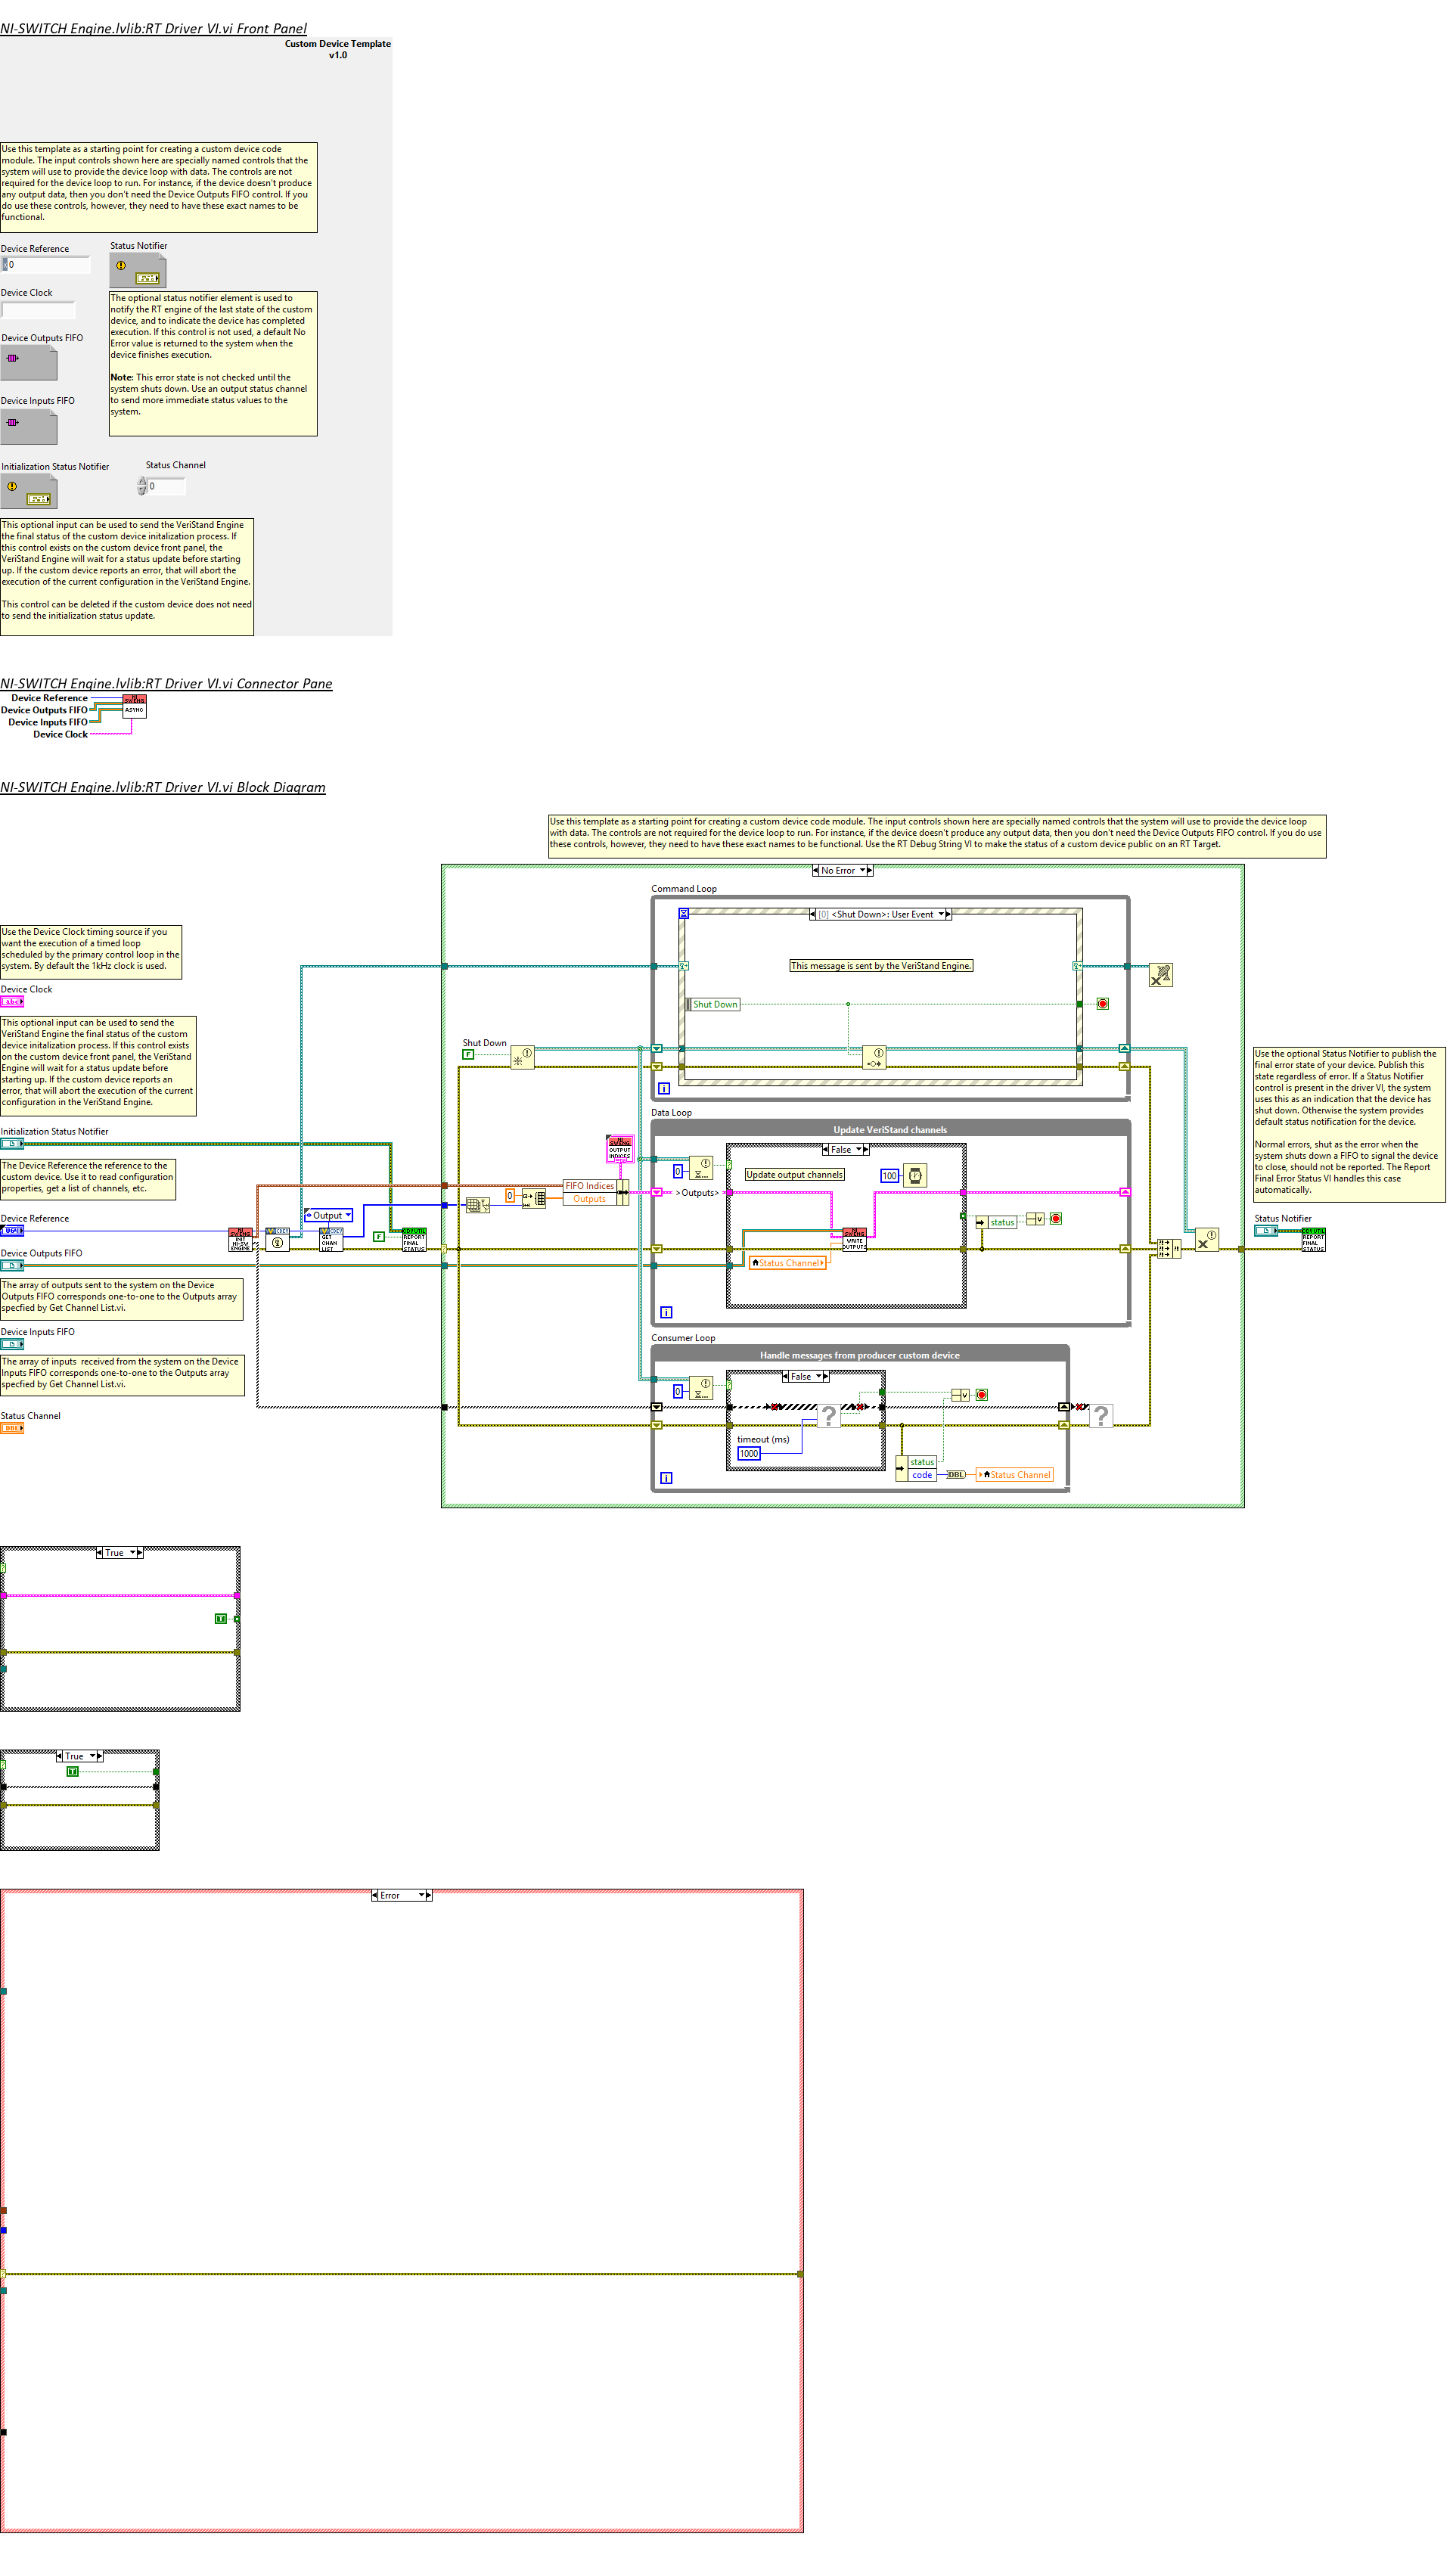 NI-SWITCH Engine.lvlib:RT Driver VI.vi Front Panel
Custom Device Template
v1.0
Use this template as a starting point for creating a custom device code
module. The input controls shown here are specially named controls that the
system will use to provide the device loop with data. The controls are not
required for the device loop to run. For instance, if the device doesn't produce
any output data, then you don't need the Device Outputs FIFO control. If you
do use these controls, however, they need to have these exact names to be
functional.
Device Reference
0
Status Notifier
Device Clock
The optional status notifier element is used to
notify the RT engine of the last state of the custom
device, and to indicate the device has completed
execution. If this control is not used, a default No
Error value is returned to the system when the
device finishes execution.
Note: This error state is not checked until the
system shuts down. Use an output status channel
to send more immediate status values to the
system.
Device Outputs FIFO
Device Inputs FIFO
Initialization Status Notifier
Status Channel
0
This optional input can be used to send the VeriStand Engine
the final status of the custom device initalization process. If
this control exists on the custom device front panel, the
VeriStand Engine will wait for a status update before starting
up. If the custom device reports an error, that will abort the
execution of the current configuration in the VeriStand Engine.
This control can be deleted if the custom device does not need
to send the initialization status update.
NI-SWITCH Engine.lvlib:RT Driver VI.vi Connector Pane
Device Reference
Device Outputs FIFO
Device Inputs FIFO
Device Clock
SWENG
ASYNC
NI-SWITCH Engine.lvlib:RT Driver VI.vi Block Diagram
Use this template as a starting point for creating a custom device code module. The input controls shown here are specially named controls that the system will use to provide the device loop
with data. The controls are not required for the device loop to run. For instance, if the device doesn't produce any output data, then you don't need the Device Outputs FIFO control. If you do use
these controls, however, they need to have these exact names to be functional. Use the RT Debug String VI to make the status of a custom device public on an RT Target.
No Error
Command Loop
[0] <Shut Down>: User Event
This message is sent by the VeriStand Engine.
Shut Down
Shut Down
F
i
Use the Device Clock timing source if you
want the execution of a timed loop
scheduled by the primary control loop in the
system. By default the 1kHz clock is used.
Device Clock
abc
This optional input can be used to send the
VeriStand Engine the final status of the custom
device initalization process. If this control exists
on the custom device front panel, the VeriStand
Engine will wait for a status update before
starting up. If the custom device reports an
error, that will abort the execution of the current
configuration in the VeriStand Engine.
Initialization Status Notifier
The Device Reference the reference to the
custom device. Use it to read configuration
properties, get a list of channels, etc.
Device Reference
U32
Device Outputs FIFO
The array of outputs sent to the system on the Device
Outputs FIFO corresponds one-to-one to the Outputs array
specfied by Get Channel List.vi.
Device Inputs FIFO
The array of inputs  received from the system on the Device
Inputs FIFO corresponds one-to-one to the Outputs array
specfied by Get Channel List.vi.
Status Channel
DBL
SWENG
INIT
NI-SW
ENGINE
Output
GET
CHAN
LIST
F
REPORT
FINAL
STATUS
Data Loop
Update VeriStand channels
False
Update output channels
100
0
SWENG
OUTPUT
INDICES
FIFO Indices
Outputs
0
>Outputs>
SWENG
WRITE
OUTPUTS
Status Channel
status
i
Consumer Loop
Handle messages from producer custom device
False
0
?
?
timeout (ms)
1000
status
code
DBL
Status Channel
i
Use the optional Status Notifier to publish the
final error state of your device. Publish this
state regardless of error. If a Status Notifier
control is present in the driver VI, the system
uses this as an indication that the device has
shut down. Otherwise the system provides
default status notification for the device.
Normal errors, shut as the error when the
system shuts down a FIFO to signal the device
to close, should not be reported. The Report
Final Error Status VI handles this case
automatically.
Status Notifier
REPORT
FINAL
STATUS
True
T
True
T
Error